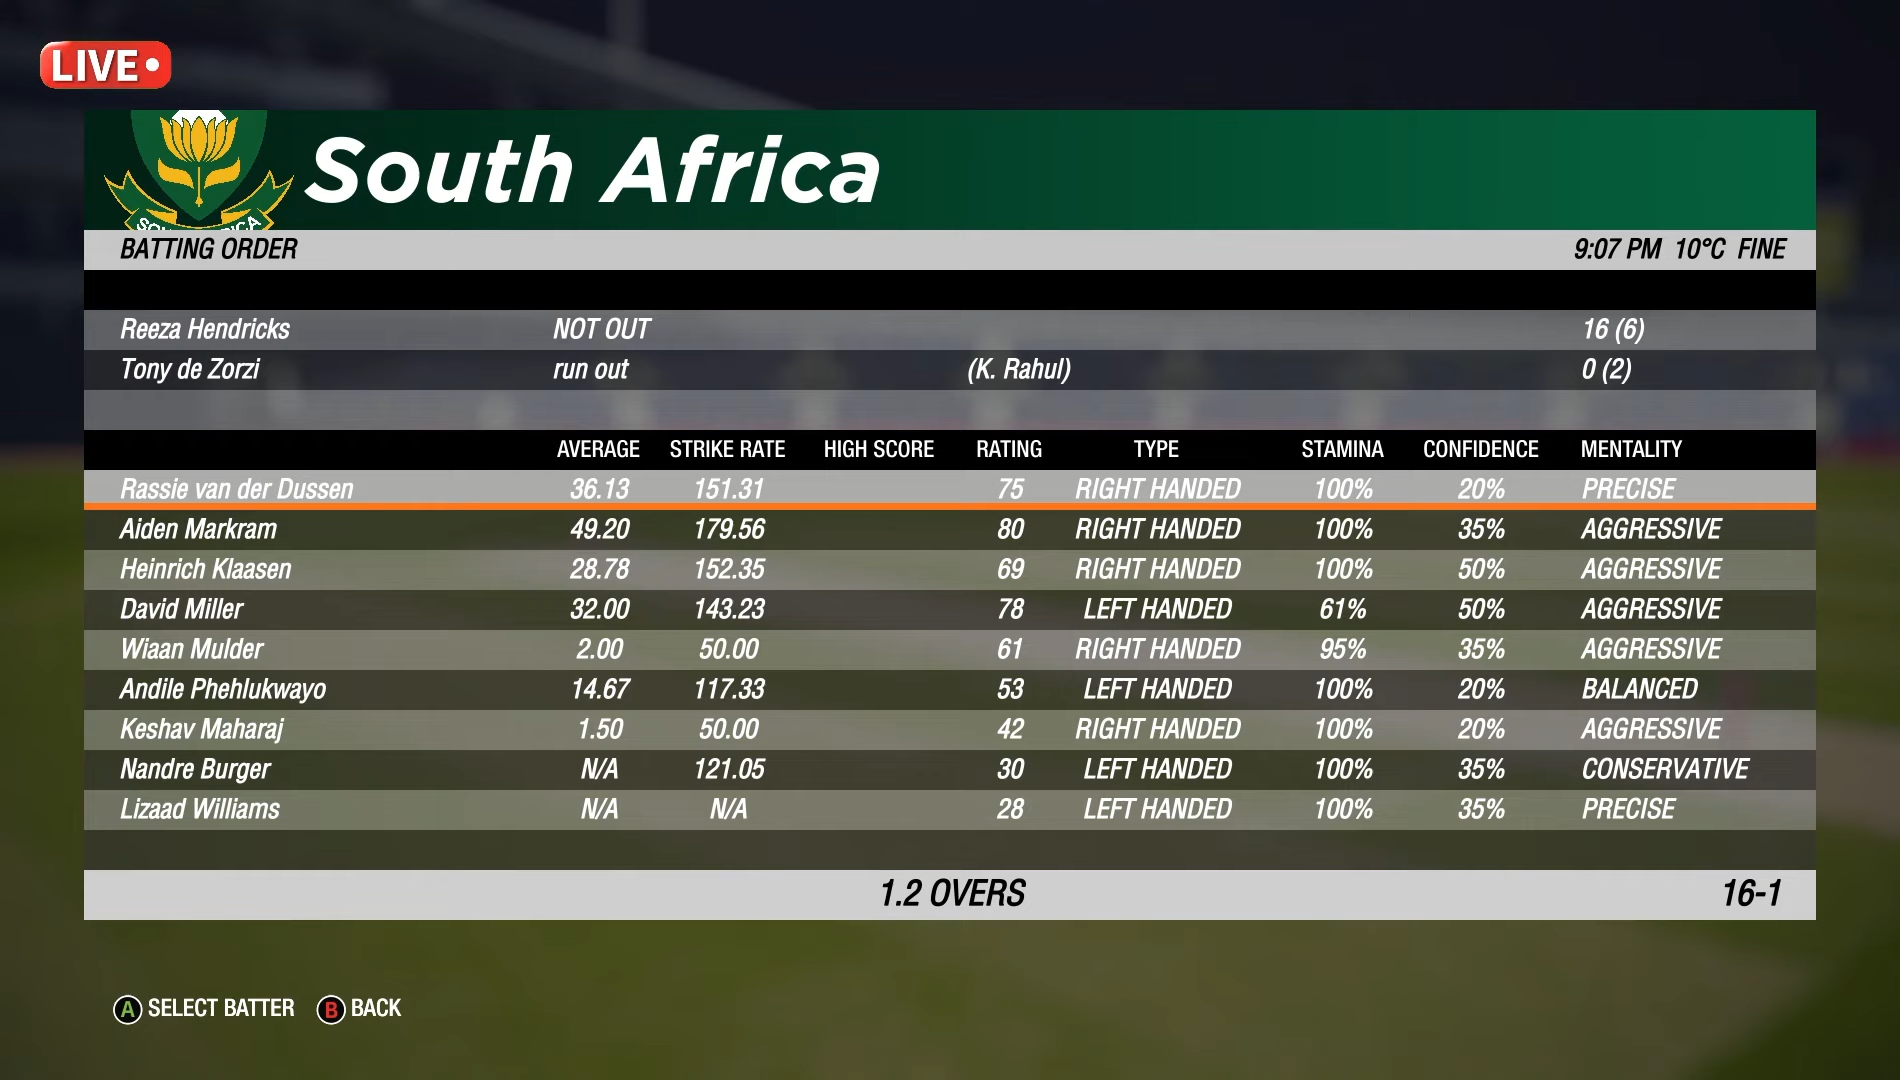 LIVE
South Africa
BATTING ORDER 9:07 PM 10°C FINE
Reeza Hendricks NOT OUT 16 (6)
Tony de Zorzi run out (K. Rahul) 0 (2)
AVERAGE STRIKE RATE HIGH SCORE RATING TYPE STAMINA CONFIDENCE MENTALITY
Rassie van der Dussen 36.13 151.31 75 RIGHT HANDED 100% 20% PRECISE
Aiden Markram 49.20 179.56 80 RIGHT HANDED 100% 35% AGGRESSIVE
Heinrich Klaasen 28.78 152.35 69 RIGHT HANDED 100% 50% AGGRESSIVE
David Miller 32.00 143.23 78 LEFT HANDED 61% 50% AGGRESSIVE
Wiaan Mulder 2.00 50.00 61 RIGHT HANDED 95% 35% AGGRESSIVE
Andile Phehlukwayo 14.67 117.33 53 LEFT HANDED 100% 20% BALANCED
Keshav Maharaj 1.50 50.00 42 RIGHT HANDED 100% 20% AGGRESSIVE
Nandre Burger N/A 121.05 30 LEFT HANDED 100% 35% CONSERVATIVE
Lizaad Williams N/A N/A 28 LEFT HANDED 100% 35% PRECISE
1.2 OVERS 16-1
A SELECT BATTER B BACK